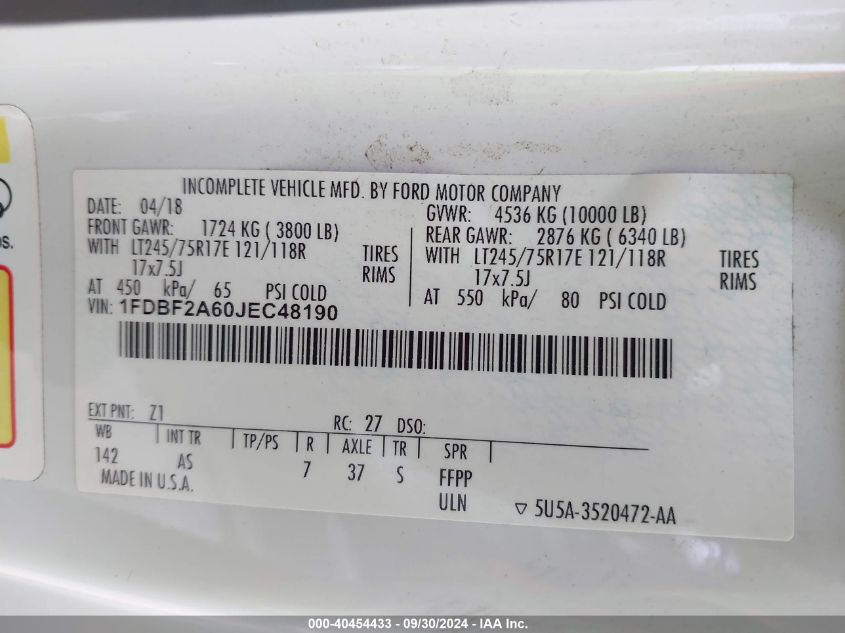 os.
INCOMPLETE VEHICLE MFD. BY FORD MOTOR COMPANY
DATE: 04/18
GVWR: 4536 KG (10000 LB)
FRONT GAWR: 1724 KG ( 3800 LB)
WITH LT245/75R17E 121/118R TIRES
17x7.5J RIMS
AT 450 kPa/ 65 PSI COLD
REAR GAWR: 2876 KG ( 6340 LB)
WITH LT245/75R17E 121/118R TIRES
17x7.5J RIMS
AT 550 kPa/ 80 PSI COLD
VIN: 1FDBF2A60JEC48190
EXT PNT: Z1 RC: 27 DSO:
WB INT TR TP/PS R AXLE TR SPR
142 AS 7 37 S FFPP
MADE IN U.S.A. ULN
▽ 5U5A-3520472-AA
000-40454433 - 09/30/2024 - IAA Inc.